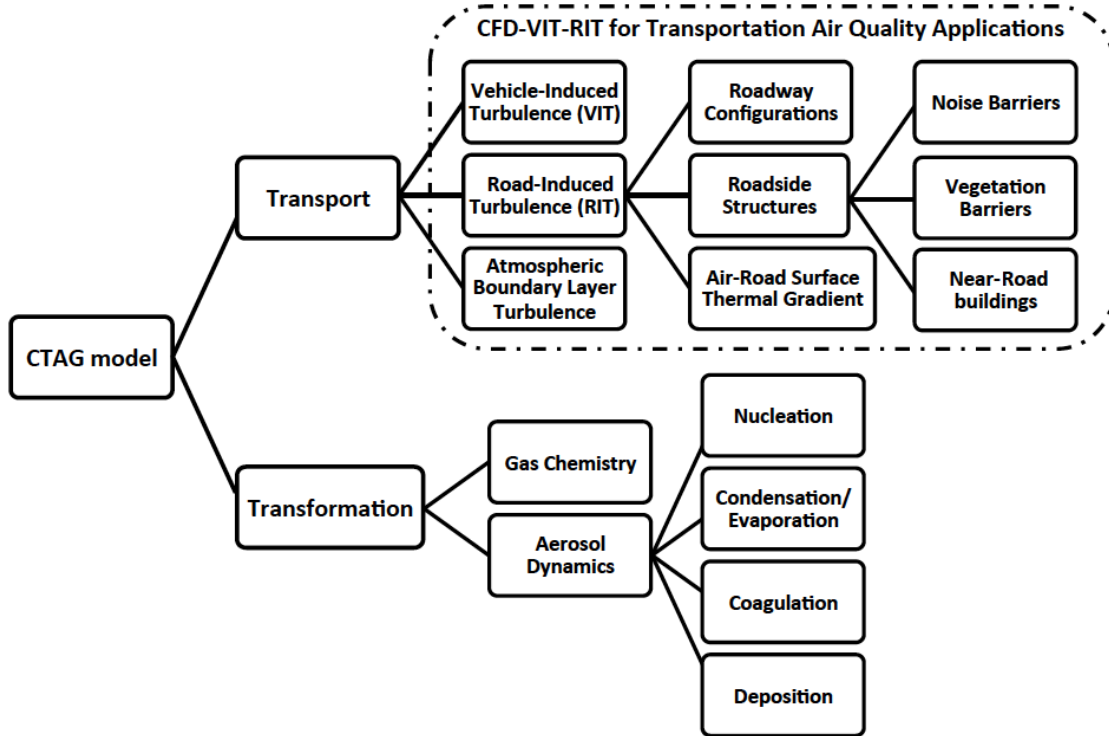 CFD-VIT-RIT for Transportation Air Quality Applications
Vehicle-Induced
Turbulence (VIT)
Roadway
Configurations
Noise Barriers
Transport
Road-Induced
Turbulence (RIT)
Roadside
Structures
Vegetation
Barriers
Atmospheric
Boundary Layer
Turbulence
Air-Road Surface
Thermal Gradient
Near-Road
buildings
CTAG model
Nucleation
Gas Chemistry
Condensation/
Evaporation
Transformation
Aerosol
Dynamics
Coagulation
Deposition